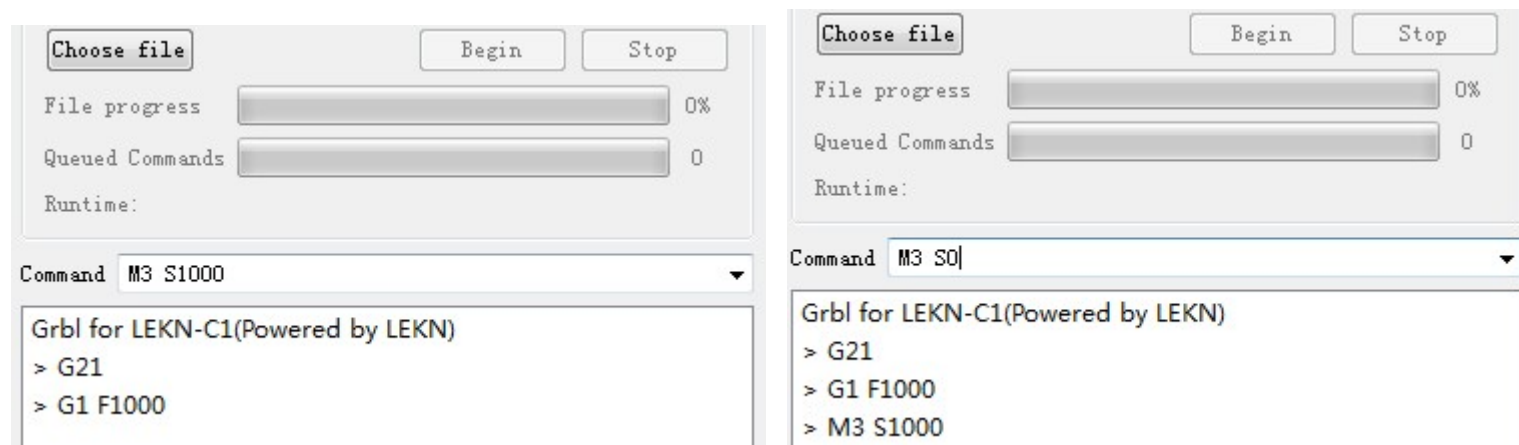 Choose file Begin Stop
File progress 0%
Queued Commands 0
Runtime:
Command M3 S1000
Grbl for LEKN-C1(Powered by LEKN)
> G21
> G1 F1000
Choose file Begin Stop
File progress 0%
Queued Commands 0
Runtime:
Command M3 S0
Grbl for LEKN-C1(Powered by LEKN)
> G21
> G1 F1000
> M3 S1000